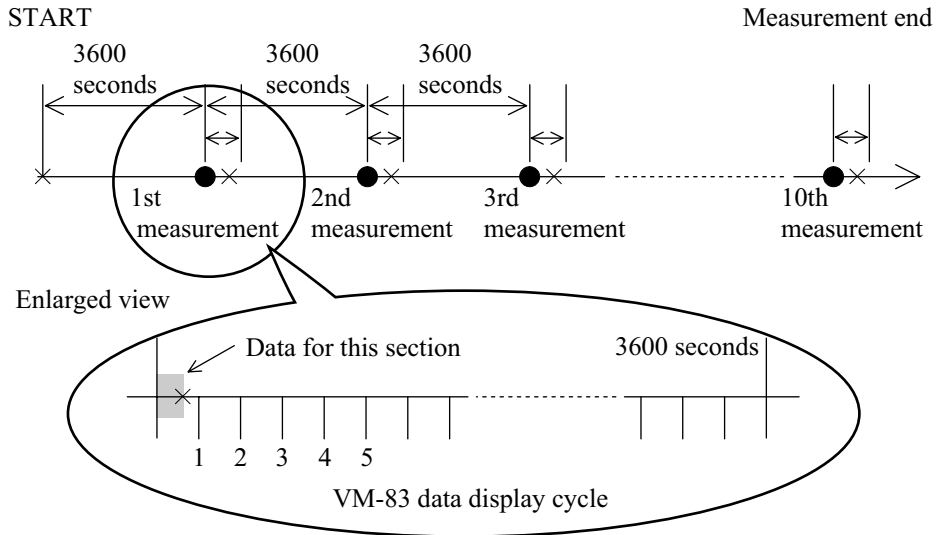 START
Measurement end
3600
seconds
3600
seconds
3600
seconds
1st
measurement
2nd
measurement
3rd
measurement
10th
measurement
Enlarged view
Data for this section
3600 seconds
1 2 3 4 5
VM-83 data display cycle